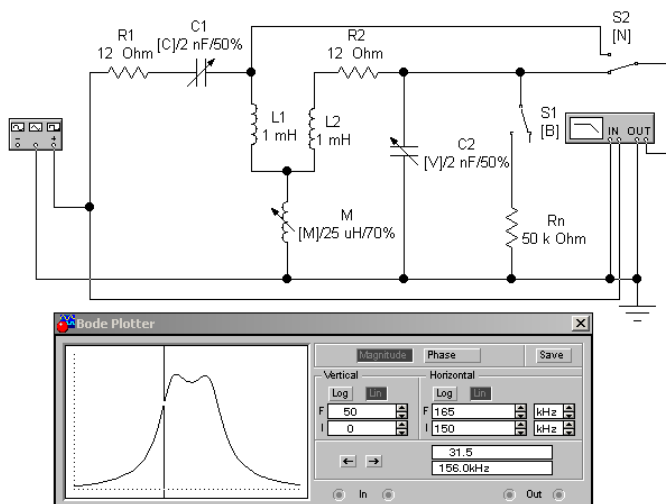 C1
[C]/2 nF/50%
R1
12 Ohm
R2
12 Ohm
S2
[N]
L1
1 mH
L2
1 mH
C2
[V]/2 nF/50%
S1
[B]
IN OUT
M
[M]/25 uH/70%
Rn
50 k Ohm
Bode Plotter
Magnitude Phase Save
Vertical Horizontal
Log Lin Log Lin
F 50 F 165 kHz
I 0 I 150 kHz
31.5
156.0kHz
In Out